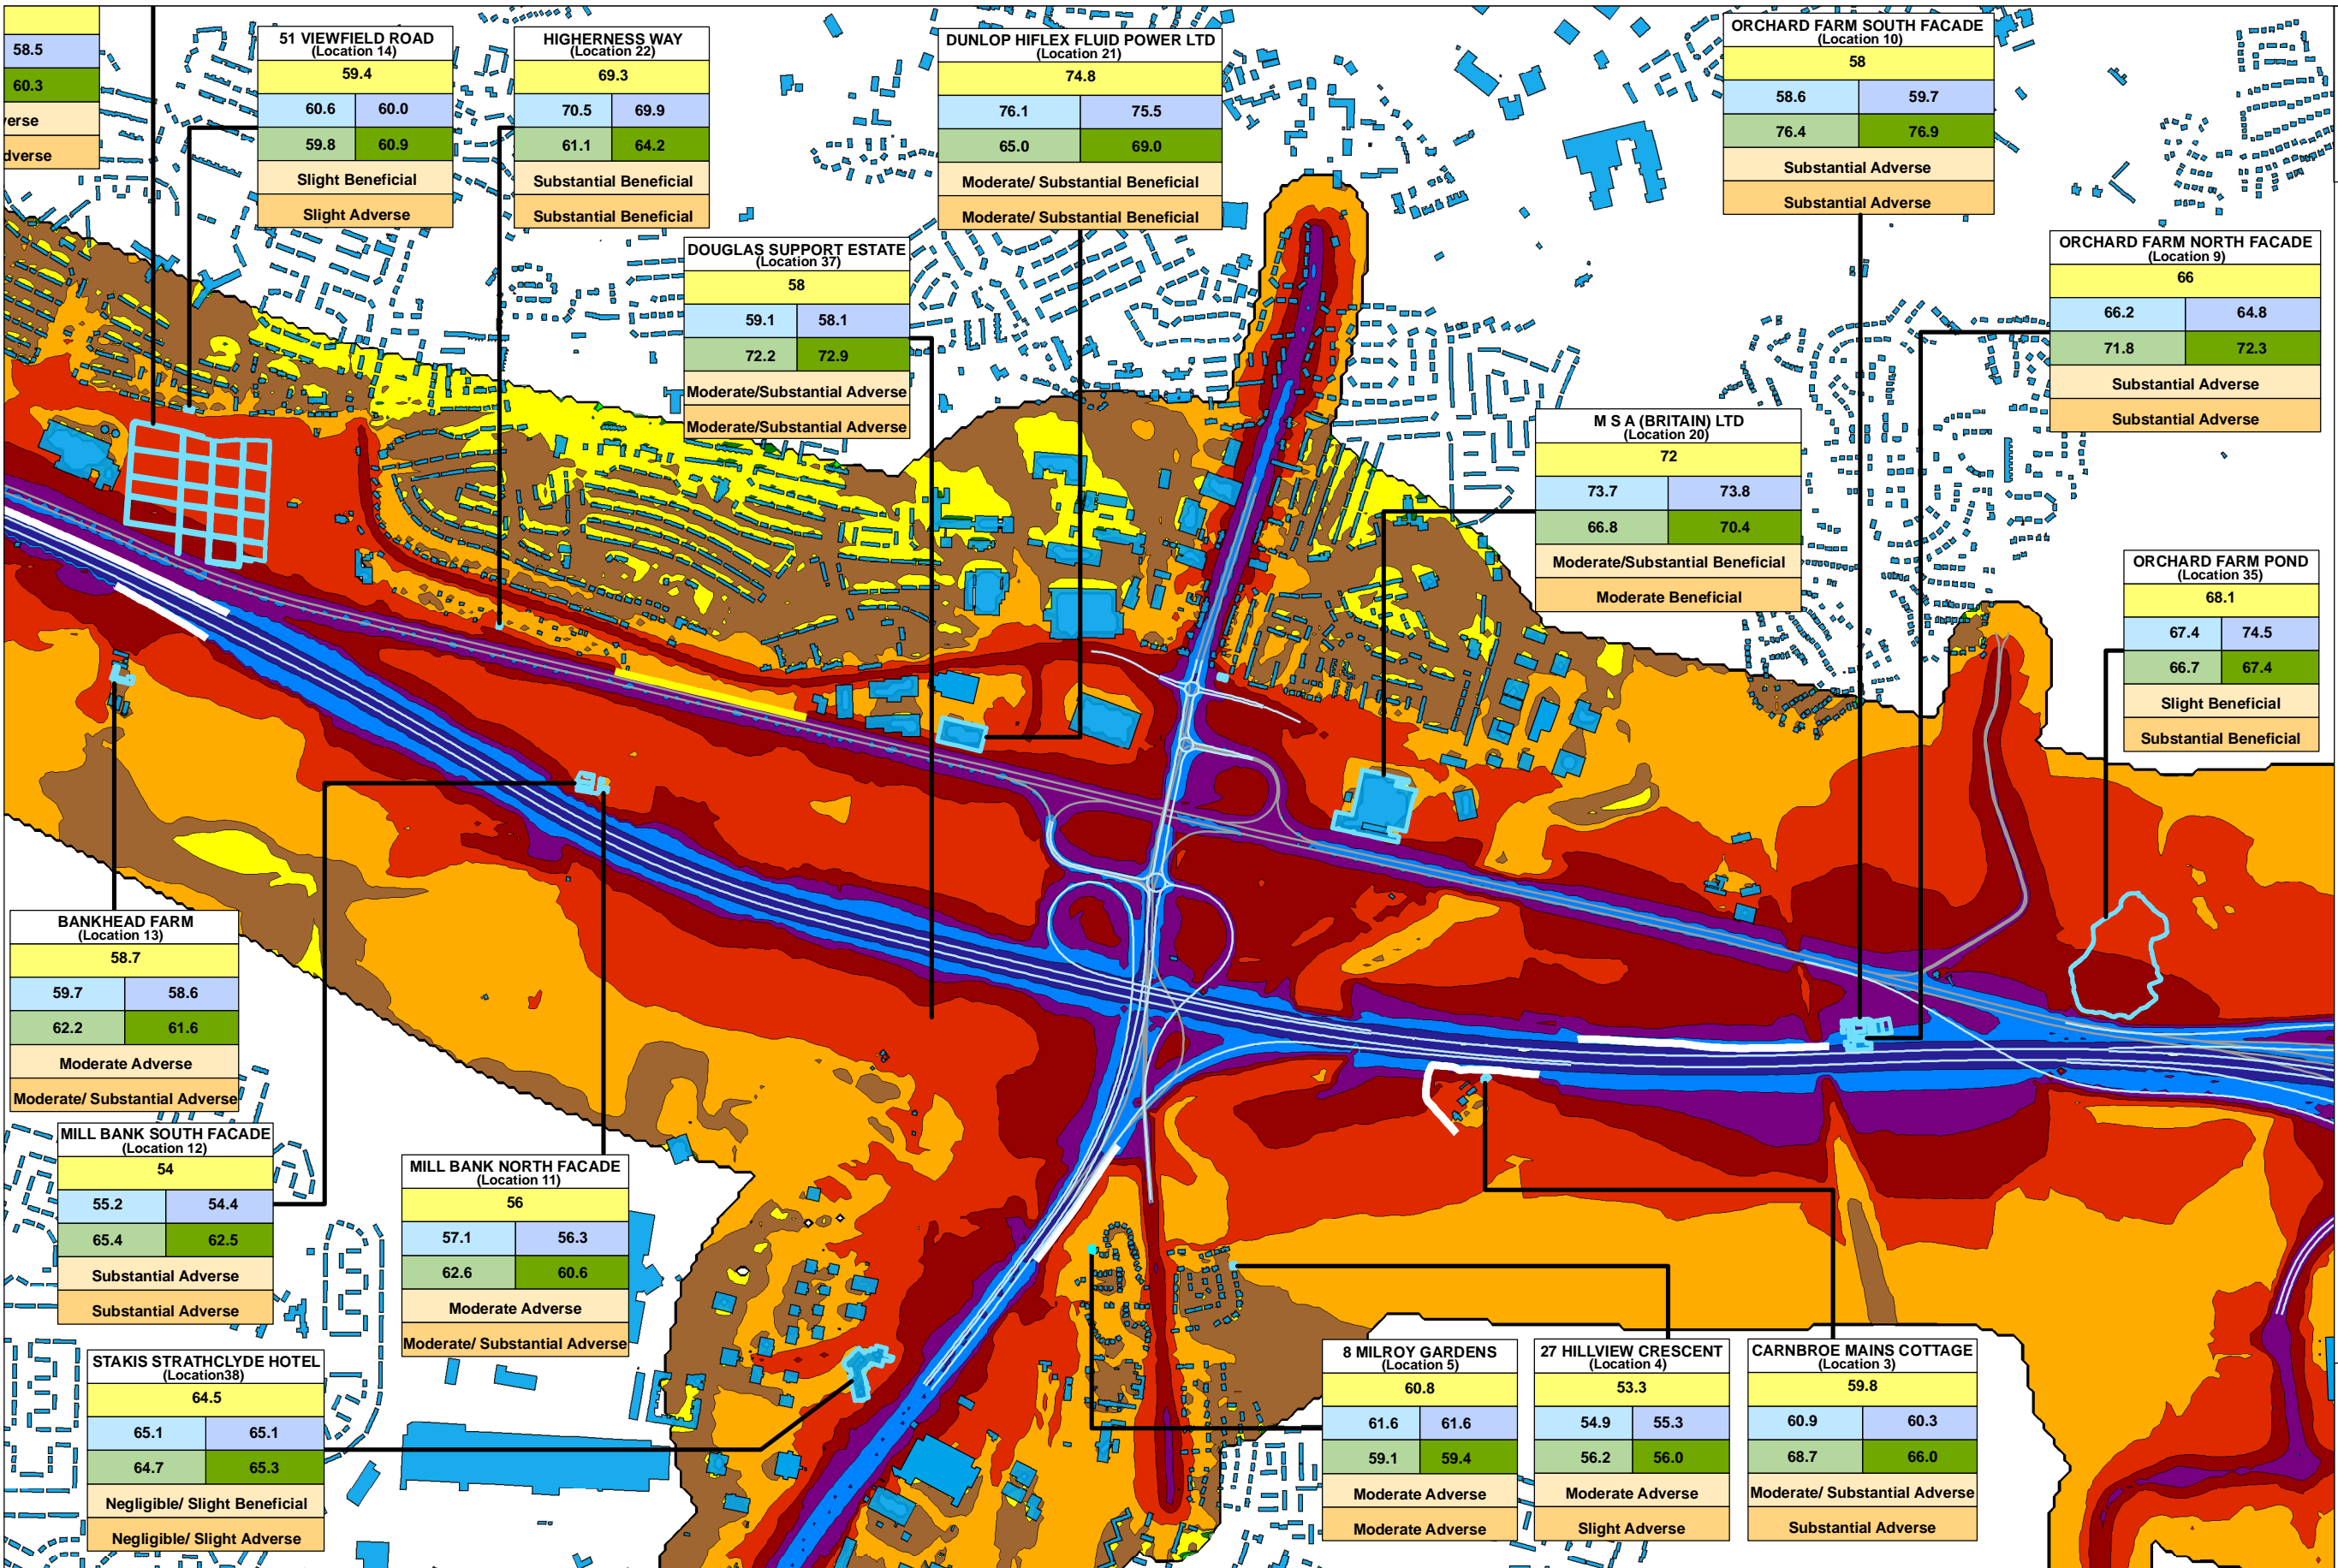 58.5
60.3
erse
dverse
51 VIEWFIELD ROAD
(Location 14)
59.4
60.6 60.0
59.8 60.9
Slight Beneficial
Slight Adverse
HIGHERNESS WAY
(Location 22)
69.3
70.5 69.9
61.1 64.2
Substantial Beneficial
Substantial Beneficial
DUNLOP HIFLEX FLUID POWER LTD
(Location 21)
74.8
76.1 75.5
65.0 69.0
Moderate/ Substantial Beneficial
Moderate/ Substantial Beneficial
ORCHARD FARM SOUTH FACADE
(Location 10)
58
58.6 59.7
76.4 76.9
Substantial Adverse
Substantial Adverse
DOUGLAS SUPPORT ESTATE
(Location 37)
58
59.1 58.1
72.2 72.9
Moderate/Substantial Adverse
Moderate/Substantial Adverse
ORCHARD FARM NORTH FACADE
(Location 9)
66
66.2 64.8
71.8 72.3
Substantial Adverse
Substantial Adverse
M S A (BRITAIN) LTD
(Location 20)
72
73.7 73.8
66.8 70.4
Moderate/Substantial Beneficial
Moderate Beneficial
ORCHARD FARM POND
(Location 35)
68.1
67.4 74.5
66.7 67.4
Slight Beneficial
Substantial Beneficial
BANKHEAD FARM
(Location 13)
58.7
59.7 58.6
62.2 61.6
Moderate Adverse
Moderate/ Substantial Adverse
MILL BANK SOUTH FACADE
(Location 12)
54
55.2 54.4
65.4 62.5
Substantial Adverse
Substantial Adverse
MILL BANK NORTH FACADE
(Location 11)
56
57.1 56.3
62.6 60.6
Moderate Adverse
Moderate/ Substantial Adverse
STAKIS STRATHCLYDE HOTEL
(Location38)
64.5
65.1 65.1
64.7 65.3
Negligible/ Slight Beneficial
Negligible/ Slight Adverse
8 MILROY GARDENS
(Location 5)
60.8
61.6 61.6
59.1 59.4
Moderate Adverse
Moderate Adverse
27 HILLVIEW CRESCENT
(Location 4)
53.3
54.9 55.3
56.2 56.0
Moderate Adverse
Slight Adverse
CARNBROE MAINS COTTAGE
(Location 3)
59.8
60.9 60.3
68.7 66.0
Moderate/ Substantial Adverse
Substantial Adverse